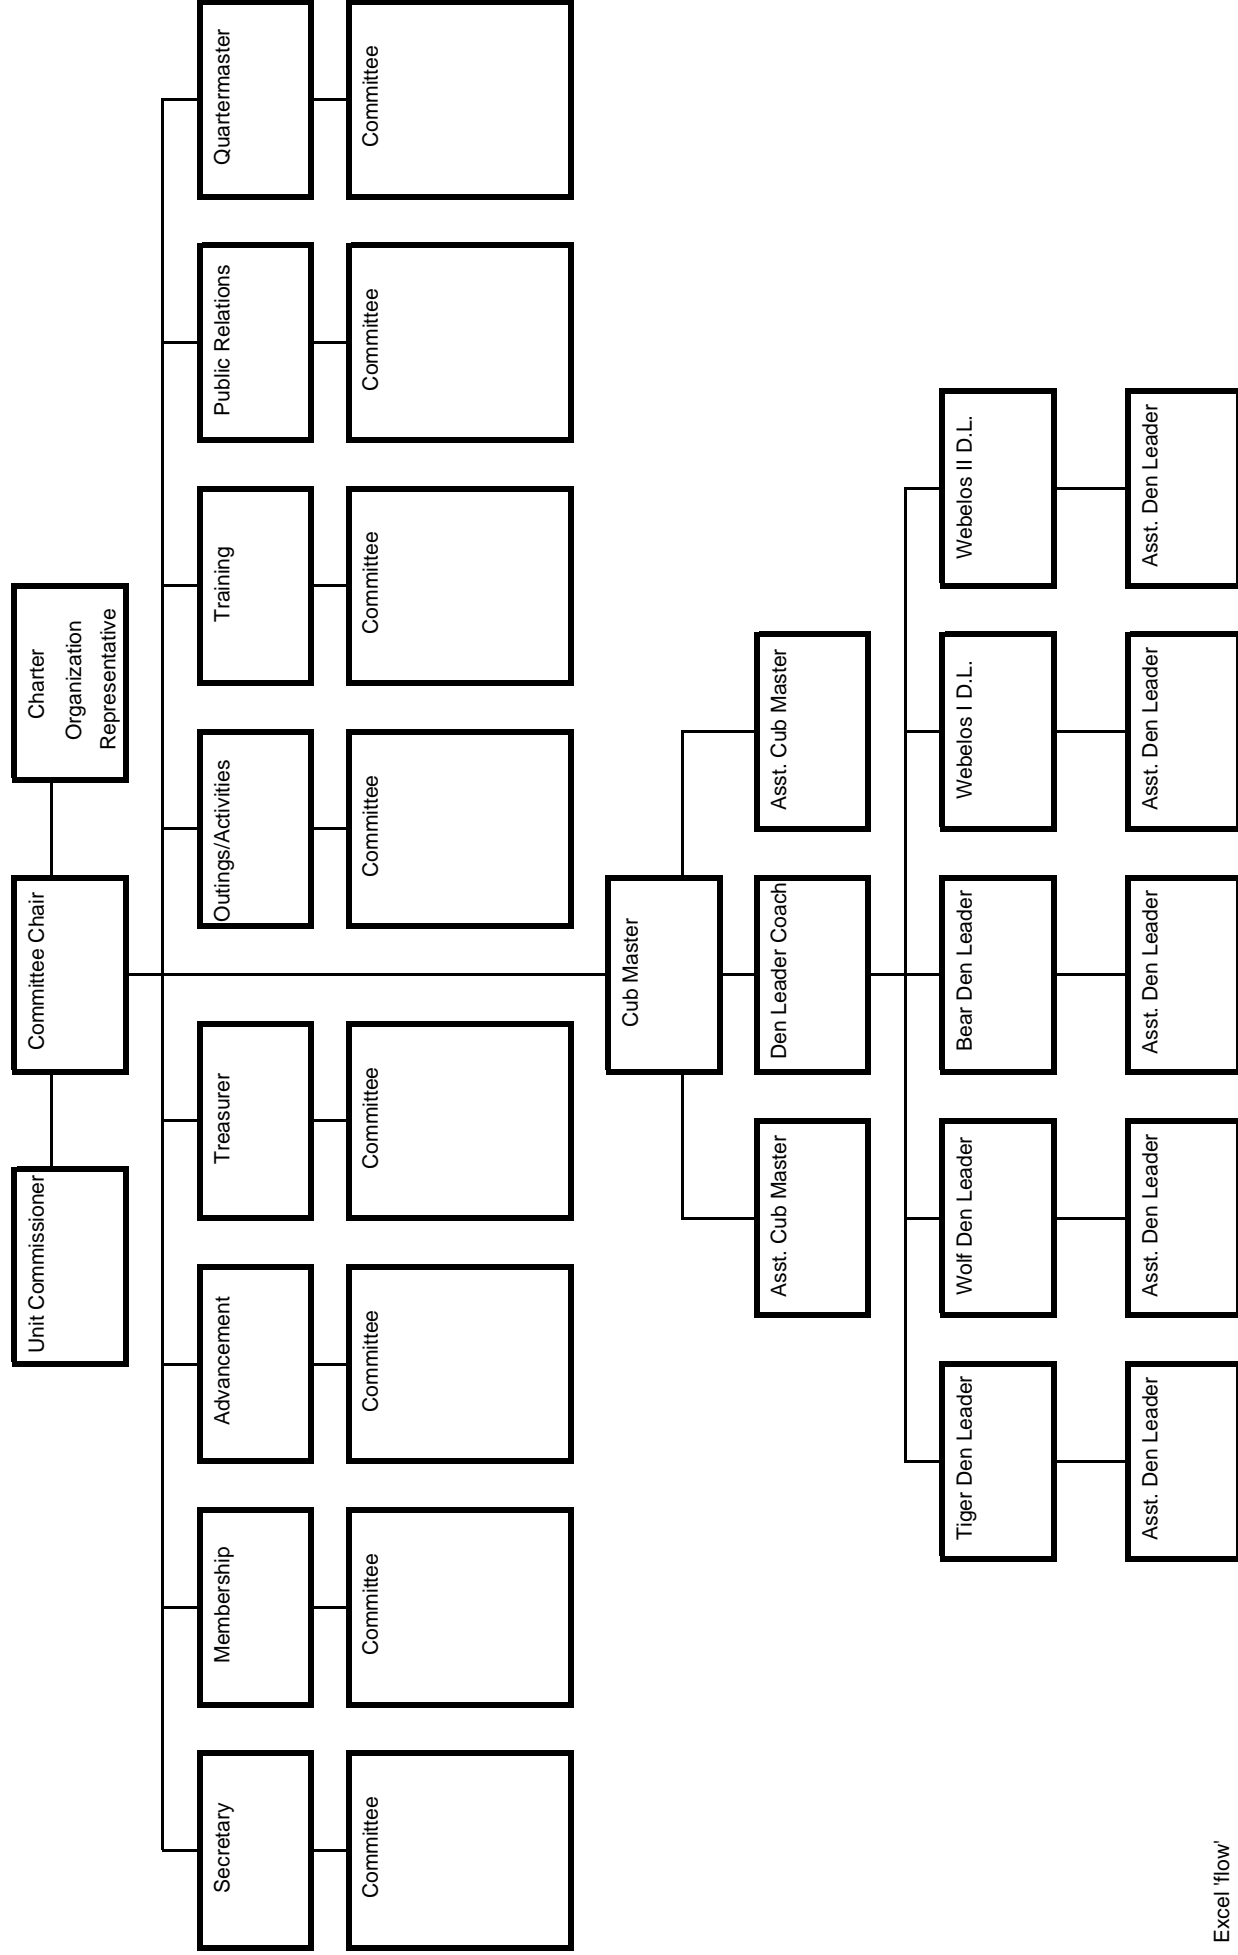 Unit Commissioner
Committee Chair
Charter
Organization
Representative
Secretary
Membership
Advancement
Treasurer
Outings/Activities
Training
Public Relations
Quartermaster
Committee
Committee
Committee
Committee
Committee
Committee
Committee
Committee
Cub Master
Asst. Cub Master
Den Leader Coach
Asst. Cub Master
Tiger Den Leader
Wolf Den Leader
Bear Den Leader
Webelos I D.L.
Webelos II D.L.
Asst. Den Leader
Asst. Den Leader
Asst. Den Leader
Asst. Den Leader
Asst. Den Leader
Excel 'flow'